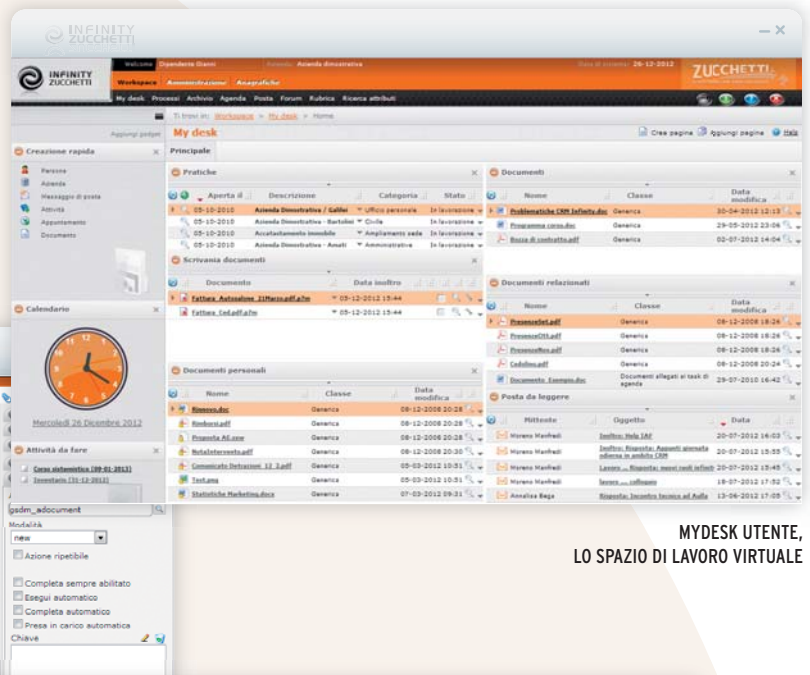 INFINITY
ZUCCHETTI
Welcome Dipendente Gianni Azienda: Azienda dimostrativa Data di sistema: 26-12-2012
INFINITY
ZUCCHETTI
ZUCCHETTI
Workspace Amministrazione Anagrafiche
My desk Processi Archivio Agenda Posta Forum Rubrica Ricerca attributi
Ti trovi in: Workspace > My desk > Home
Aggiungi gadget
My desk
Crea pagina Aggiungi pagina Help
Principale
Creazione rapida
Persona
Azienda
Messaggio di posta
Attività
Appuntamento
Documento
Calendario
Mercoledì 26 Dicembre 2012
Attività da fare
Corso sistemistico (09-01-2013)
Inventario (31-12-2012)
Pratiche
Aperta il Descrizione Categoria Stato
05-10-2010 Azienda Dimostrativa / Galilei Ufficio personale In lavorazione
05-10-2010 Azienda Dimostrativa - Bartolini Civile In lavorazione
05-10-2010 Accatastamento immobile Ampliamento sede In lavorazione
05-10-2010 Azienda Dimostrativa - Amati Amministrative In lavorazione
Scrivania documenti
Documento Data inoltro
Fattura_Autosalone_21Marzo.pdf.p7m 05-12-2012 15:44
Fattura_Ced.pdf.p7m 05-12-2012 15:44
Documenti personali
Nome Classe Data modifica
Rimborsi.pdf Generica 08-12-2008 20:28
Proposta AE.one Generica 08-12-2008 20:28
NotaIntervento.pdf Generica 08-12-2008 20:30
Comunicato Detrazioni_12_2.pdf Generica 05-03-2012 10:51
Test.png Generica 05-03-2012 10:51
Statistiche Marketing.docx Generica 07-03-2012 09:31
Documenti
Nome Classe Data modifica
Problematiche CRM Infinity.doc Generica 30-04-2012 12:13
Programma corso.doc Generica 29-05-2012 23:06
Bozza di contratto.pdf Generica 02-07-2012 14:04
Documenti relazionati
Nome Classe Data modifica
PresenzeSet.pdf Generica 08-12-2008 18:26
PresenzeOtt.pdf Generica 08-12-2008 18:26
PresenzeNov.pdf Generica 08-12-2008 18:26
Cedolino.pdf Generica 08-12-2008 20:24
Documento_Esempio.doc Documenti allegati ai task di agenda 29-07-2010 16:42
Posta da leggere
Mittente Oggetto Data
Moreno Manfredi Inoltro: Help IAF 20-07-2012 16:03
Moreno Manfredi Inoltro: Risposta: Appunti giornata odierna in ambito CRM 20-07-2012 15:55
Moreno Manfredi 20-07-2012 15:45
Moreno Manfredi lavoro .... colloquio 18-07-2012 17:52
Annalisa Baga Risposta: Incontro tecnico ad Aulla 13-06-2012 17:05
gsdm_adocument
Modalità
new
Azione ripetibile
Completa sempre abilitato
Esegui automatico
Completa automatico
Presa in carico automatica
Chiave
MYDESK UTENTE,
LO SPAZIO DI LAVORO VIRTUALE